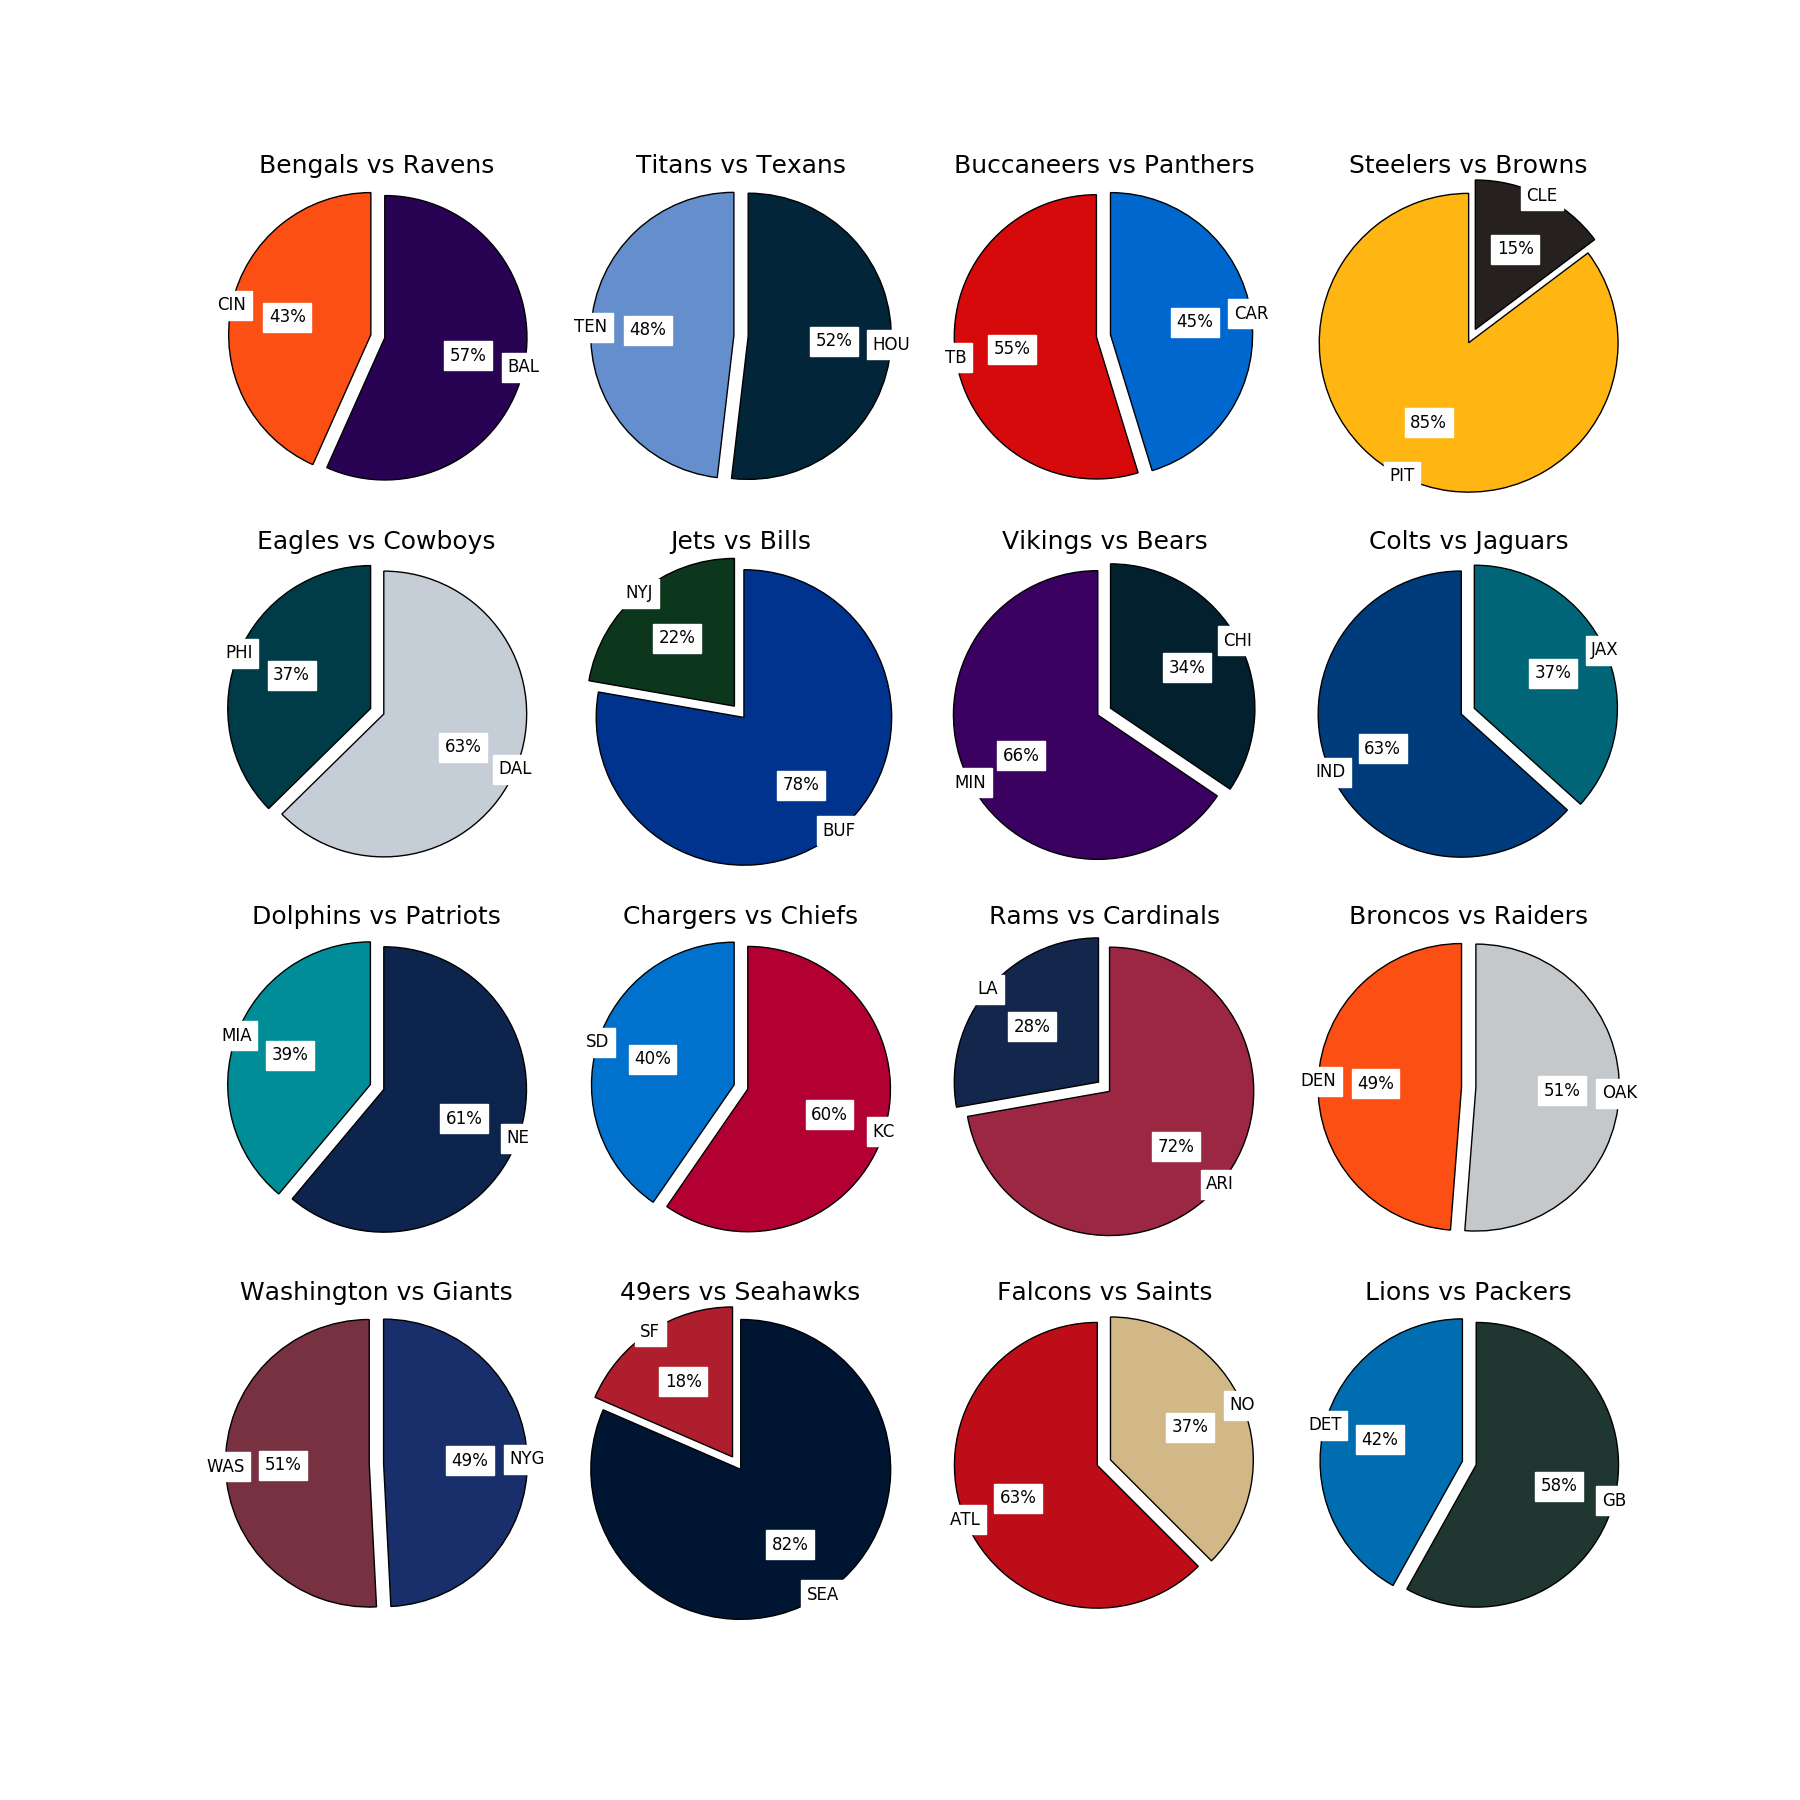 Bengals vs Ravens
CIN
43%
57%
BAL
Titans vs Texans
TEN
48%
52%
HOU
Buccaneers vs Panthers
TB
55%
45%
CAR
Steelers vs Browns
CLE
15%
85%
PIT
Eagles vs Cowboys
PHI
37%
63%
DAL
Jets vs Bills
NYJ
22%
78%
BUF
Vikings vs Bears
CHI
34%
66%
MIN
Colts vs Jaguars
JAX
37%
63%
IND
Dolphins vs Patriots
MIA
39%
61%
NE
Chargers vs Chiefs
SD
40%
60%
KC
Rams vs Cardinals
LA
28%
72%
ARI
Broncos vs Raiders
DEN
49%
51%
OAK
Washington vs Giants
WAS
51%
49%
NYG
49ers vs Seahawks
SF
18%
82%
SEA
Falcons vs Saints
NO
37%
63%
ATL
Lions vs Packers
DET
42%
58%
GB